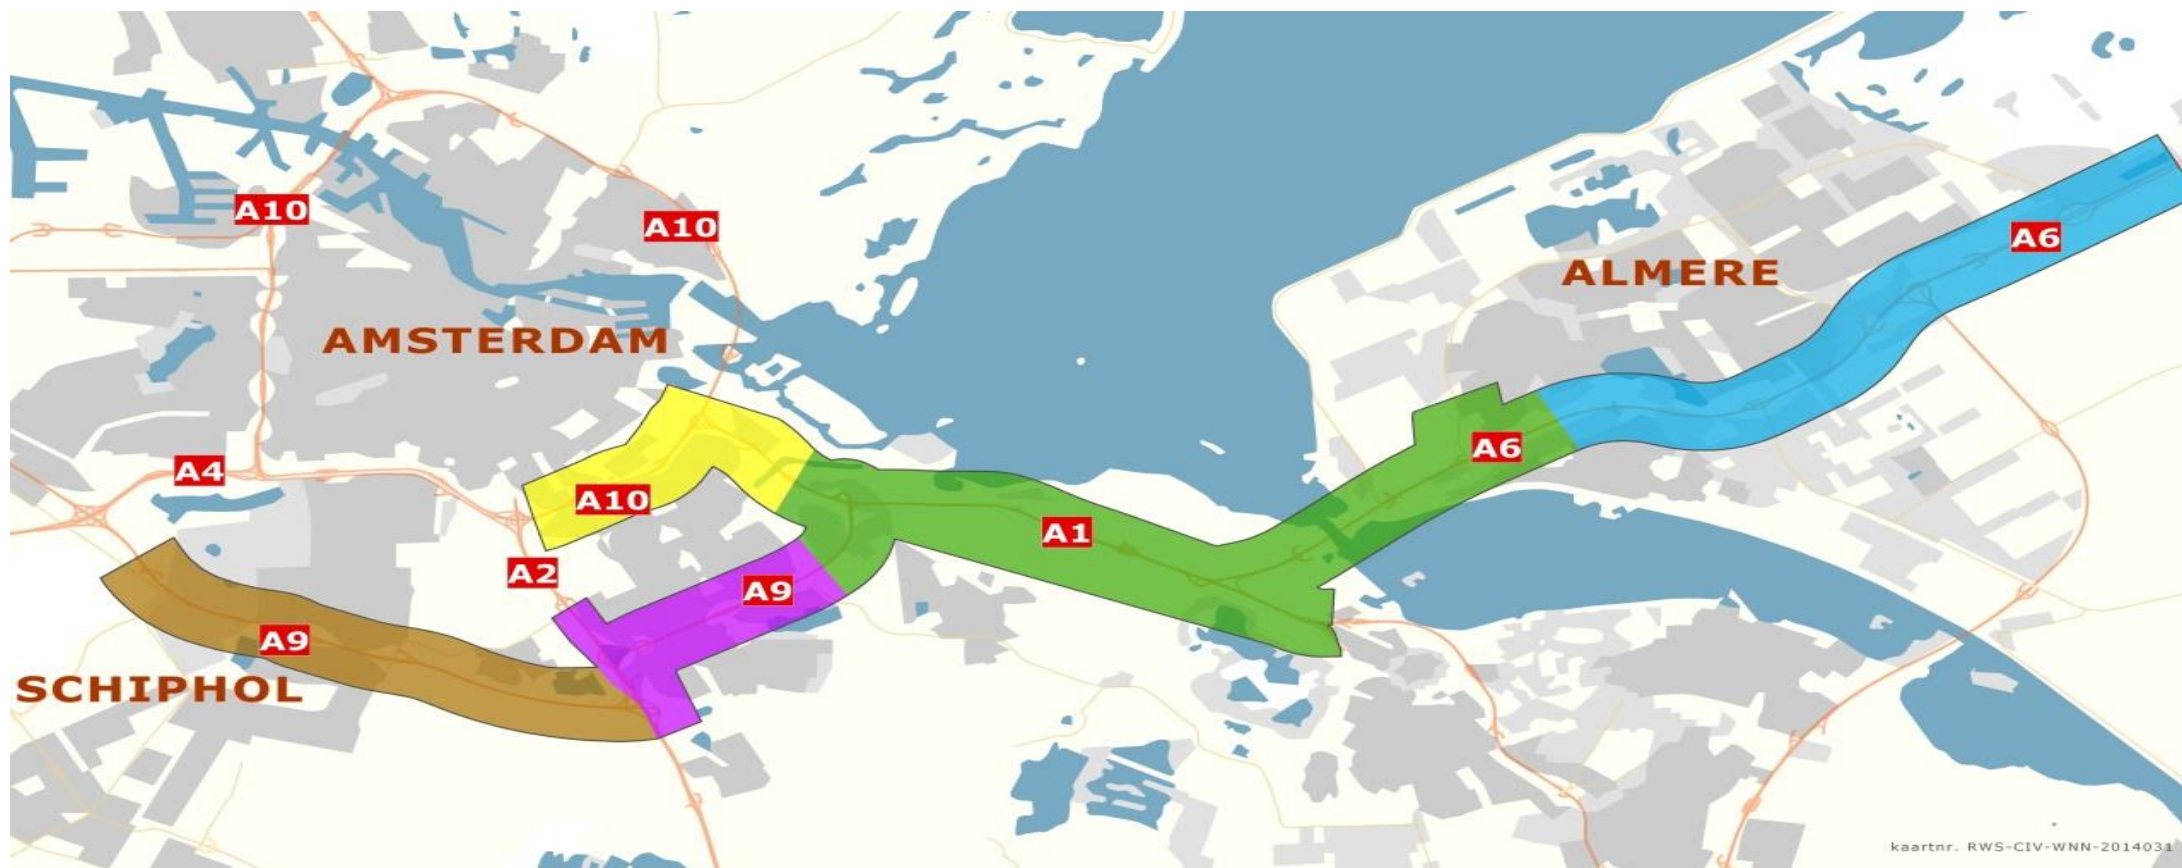 A10
A10
A6
ALMERE
AMSTERDAM
A6
A4
A10
A1
A2
A9
A9
SCHIPHOL
kaartnr. RWS-CIV-WNN-2014031